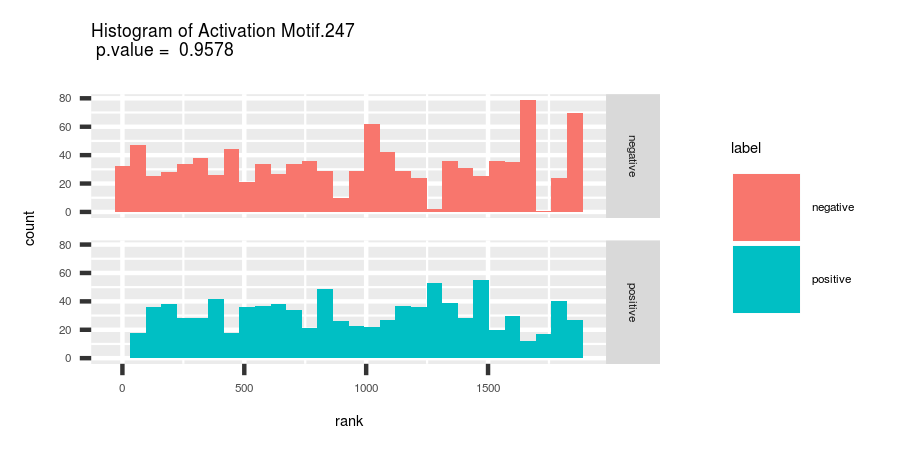 Histogram of Activation Motif.247
p.value = 0.9578
count
80
60
40
20
0
negative
80
60
40
20
0
positive
0 500 1000 1500
rank
label
negative
positive